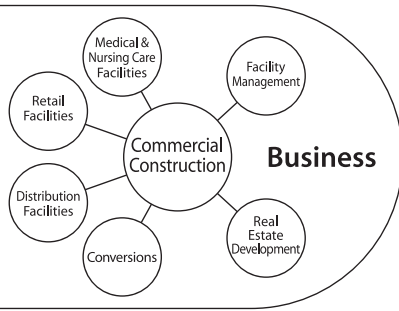 Medical &
Nursing Care
Facilities
Facility
Management
Retail
Facilities
Commercial
Construction
Business
Distribution
Facilities
Real
Estate
Development
Conversions